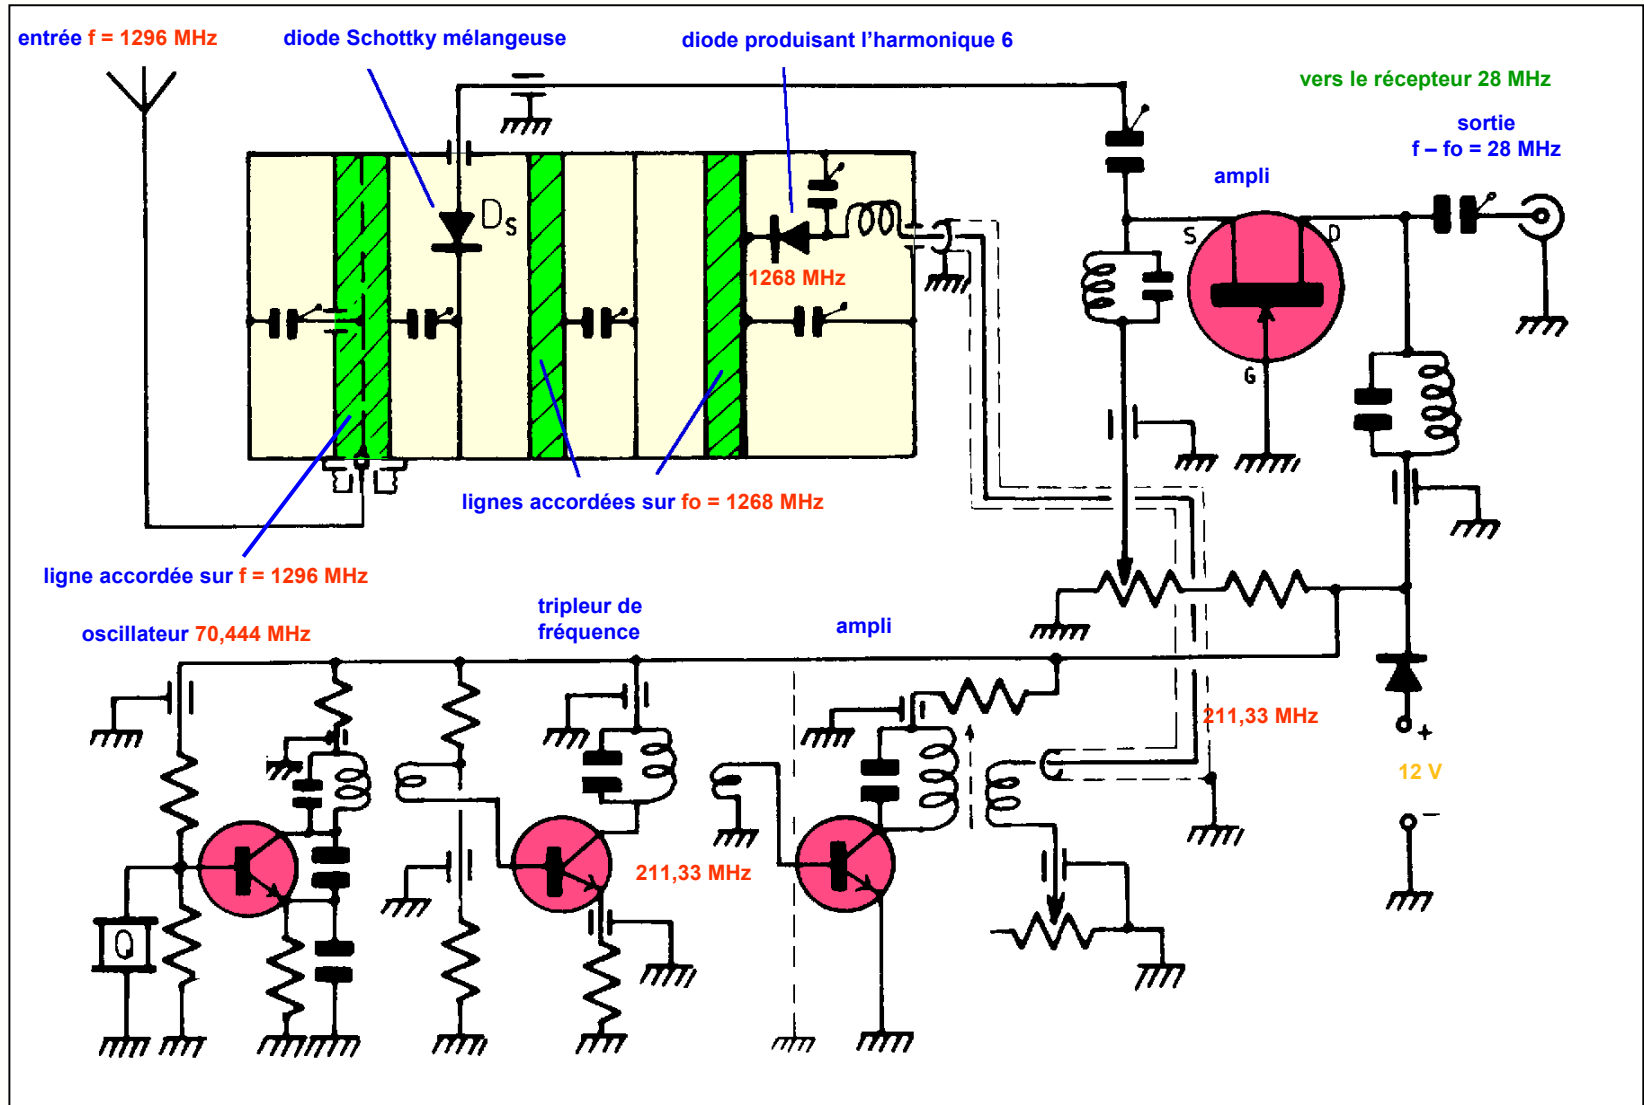 entrée f = 1296 MHz
diode Schottky mélangeuse
diode produisant l'harmonique 6
vers le récepteur 28 MHz
sortie
f – fo = 28 MHz
ampli
Ds
S
D
G
1268 MHz
lignes accordées sur fo = 1268 MHz
ligne accordée sur f = 1296 MHz
oscillateur 70,444 MHz
tripleur de
fréquence
ampli
211,33 MHz
+
12 V
–
211,33 MHz
Q